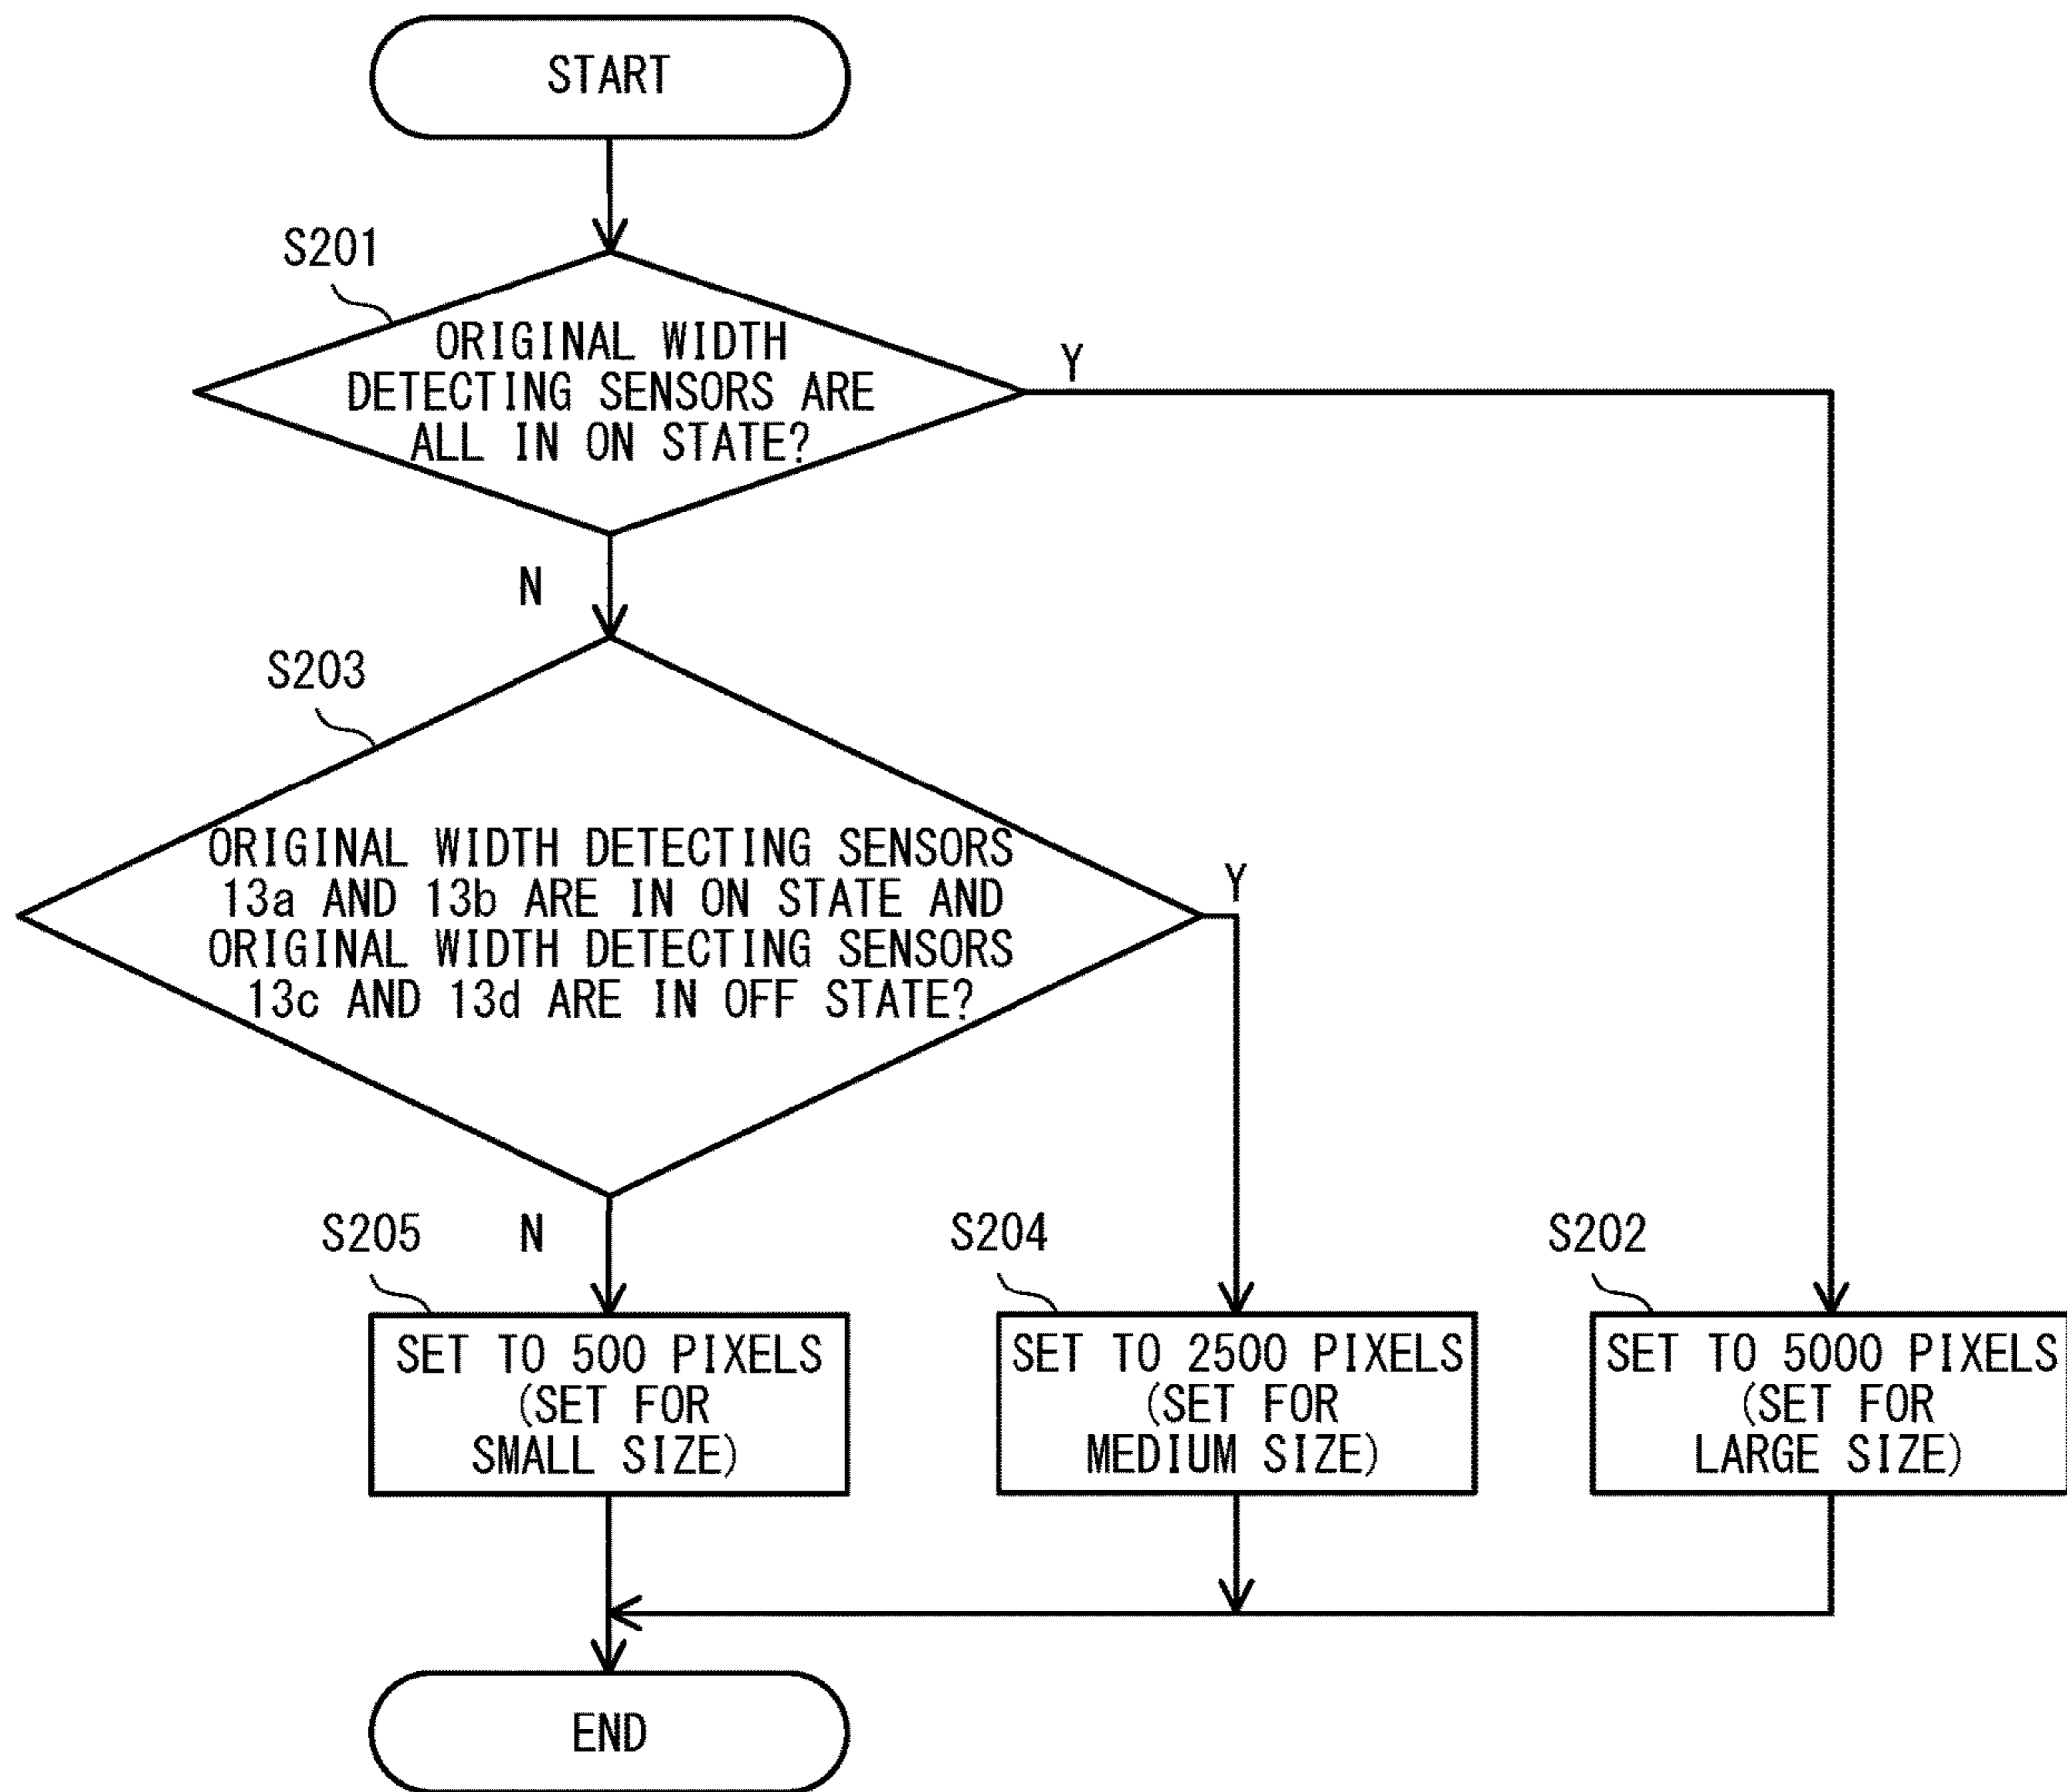 START
S201
ORIGINAL WIDTH
DETECTING SENSORS ARE
ALL IN ON STATE?
Y
N
S203
ORIGINAL WIDTH DETECTING SENSORS
13a AND 13b ARE IN ON STATE AND
ORIGINAL WIDTH DETECTING SENSORS
13c AND 13d ARE IN OFF STATE?
Y
N
S205
SET TO 500 PIXELS
(SET FOR
SMALL SIZE)
S204
SET TO 2500 PIXELS
(SET FOR
MEDIUM SIZE)
S202
SET TO 5000 PIXELS
(SET FOR
LARGE SIZE)
END